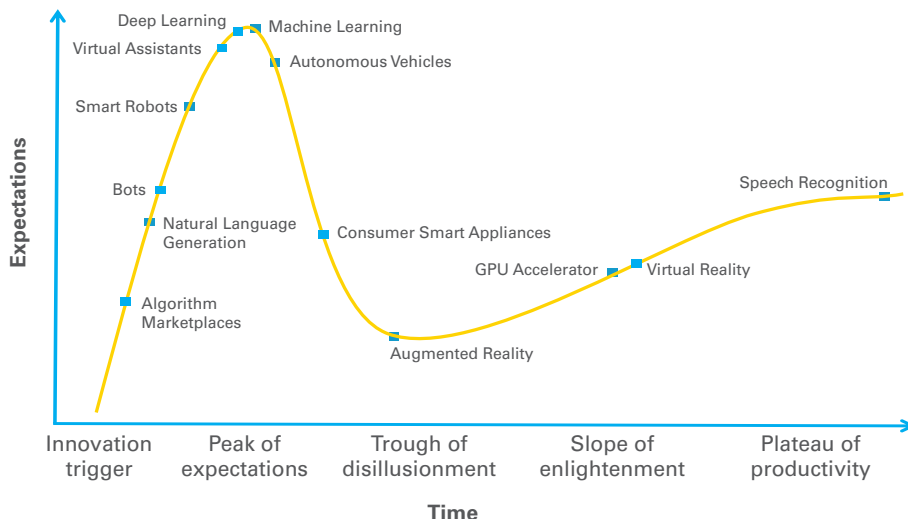 Deep Learning
Machine Learning
Virtual Assistants
Autonomous Vehicles
Smart Robots
Bots
Natural Language
Generation
Algorithm
Marketplaces
Consumer Smart Appliances
Augmented Reality
GPU Accelerator
Virtual Reality
Speech Recognition
Expectations
Innovation
trigger
Peak of
expectations
Trough of
disillusionment
Slope of
enlightenment
Plateau of
productivity
Time